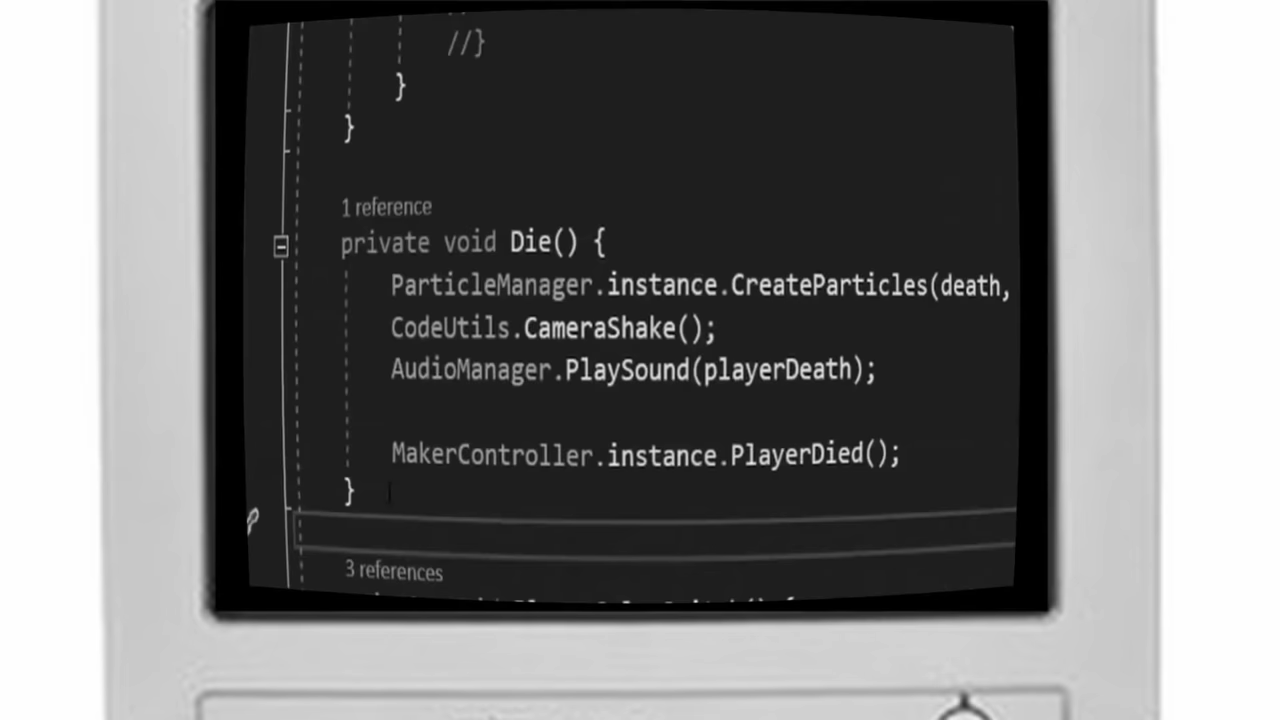 //}
}
}
1 reference
private void Die() {
ParticleManager.instance.CreateParticles(death,
CodeUtils.CameraShake();
AudioManager.PlaySound(playerDeath);
MakerController.instance.PlayerDied();
}
3 references